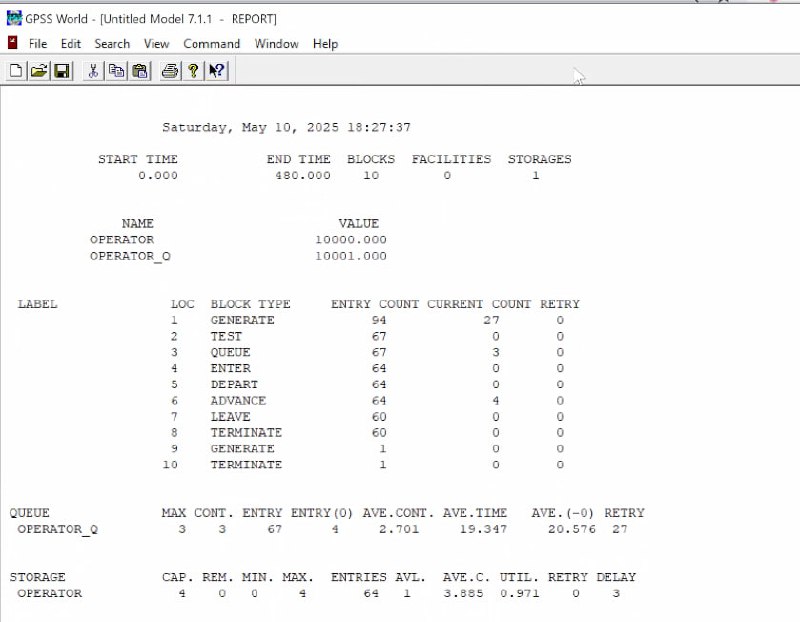 GPSS World - [Untitled Model 7.1.1 - REPORT]
File Edit Search View Command Window Help
Saturday, May 10, 2025 18:27:37
START TIME END TIME BLOCKS FACILITIES STORAGES
0.000 480.000 10 0 1
NAME VALUE
OPERATOR 10000.000
OPERATOR_Q 10001.000
LABEL LOC BLOCK TYPE ENTRY COUNT CURRENT COUNT RETRY
1 GENERATE 94 27 0
2 TEST 67 0 0
3 QUEUE 67 3 0
4 ENTER 64 0 0
5 DEPART 64 0 0
6 ADVANCE 64 4 0
7 LEAVE 60 0 0
8 TERMINATE 60 0 0
9 GENERATE 1 0 0
10 TERMINATE 1 0 0
QUEUE MAX CONT. ENTRY ENTRY(0) AVE.CONT. AVE.TIME AVE.(-0) RETRY
OPERATOR_Q 3 3 67 4 2.701 19.347 20.576 27
STORAGE CAP. REM. MIN. MAX. ENTRIES AVL. AVE.C. UTIL. RETRY DELAY
OPERATOR 4 0 0 4 64 1 3.885 0.971 0 3